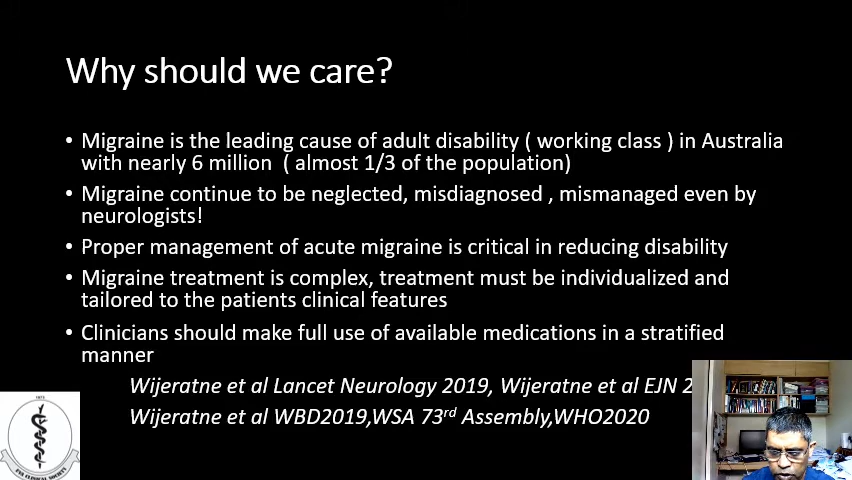 Why should we care?
• Migraine is the leading cause of adult disability ( working class ) in Australia
with nearly 6 million ( almost 1/3 of the population)
• Migraine continue to be neglected, misdiagnosed , mismanaged even by
neurologists!
• Proper management of acute migraine is critical in reducing disability
• Migraine treatment is complex, treatment must be individualized and
tailored to the patients clinical features
• Clinicians should make full use of available medications in a stratified
manner
Wijeratne et al Lancet Neurology 2019, Wijeratne et al EJN 2
Wijeratne et al WBD2019,WSA 73rd Assembly,WHO2020